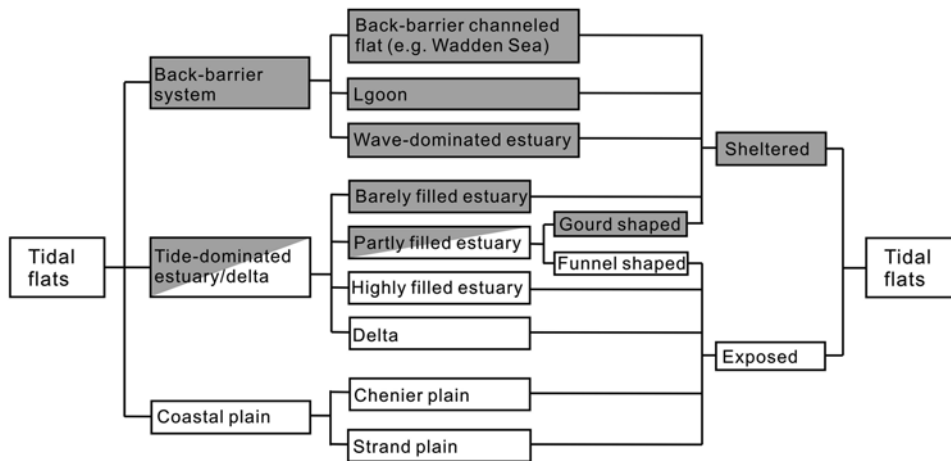 Tidal
flats
Back-barrier
system
Tide-dominated
estuary/delta
Coastal plain
Back-barrier channeled
flat (e.g. Wadden Sea)
Lgoon
Wave-dominated estuary
Barely filled estuary
Partly filled estuary
Highly filled estuary
Delta
Chenier plain
Strand plain
Gourd shaped
Funnel shaped
Sheltered
Exposed
Tidal
flats